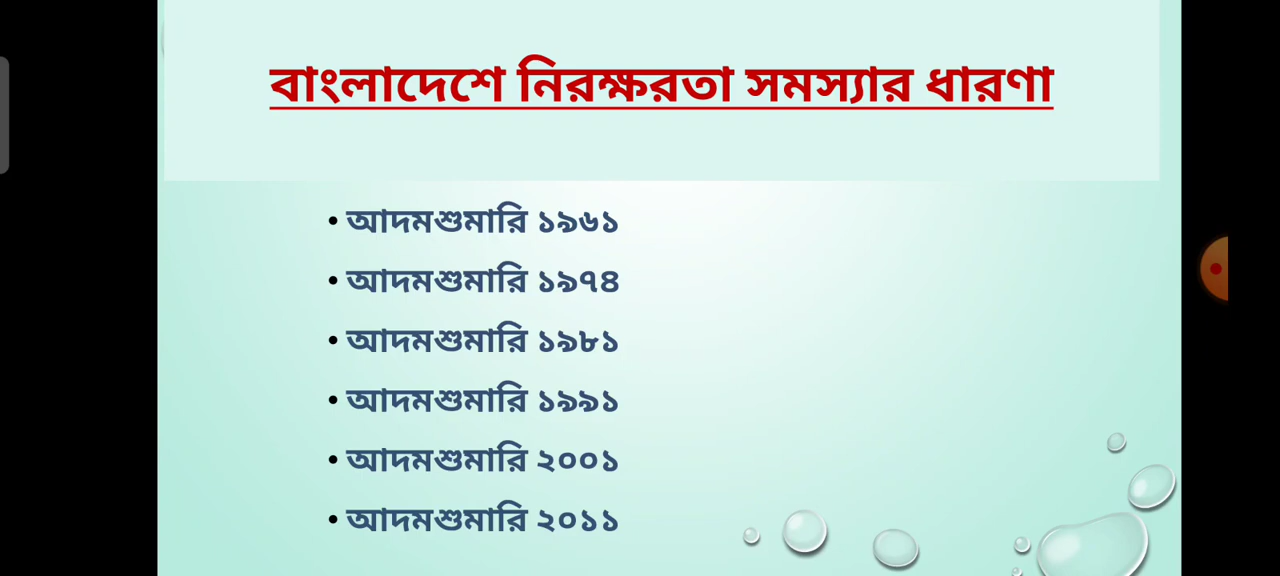 বাংলাদেশে নিরক্ষরতা সমস্যার ধারণা
• আদমশুমারি ১৯৬১
• আদমশুমারি ১৯৭৪
• আদমশুমারি ১৯৮১
• আদমশুমারি ১৯৯১
• আদমশুমারি ২০০১
• আদমশুমারি ২০১১